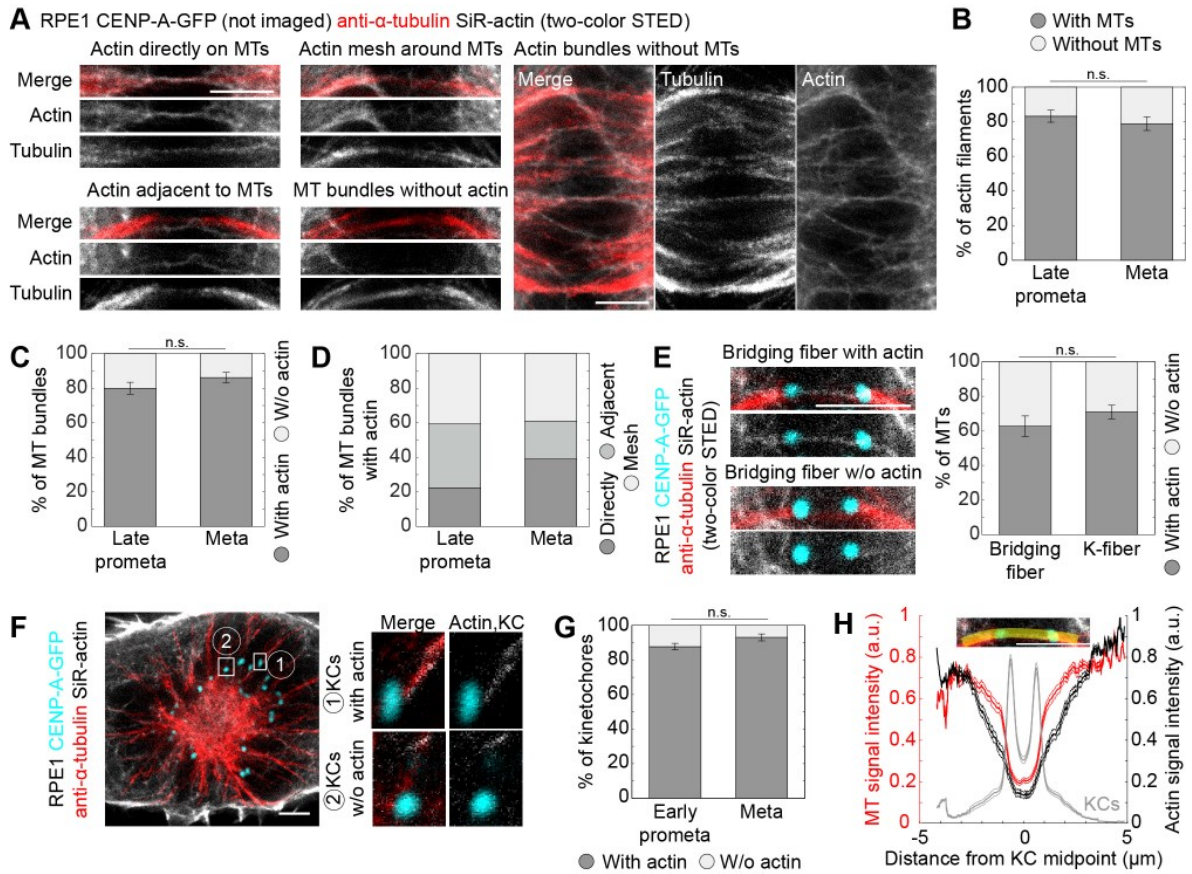 A RPE1 CENP-A-GFP (not imaged) anti-α-tubulin SiR-actin (two-color STED)
Actin directly on MTs
Merge
Actin
Tubulin
Actin mesh around MTs
Actin adjacent to MTs
Merge
Actin
Tubulin
MT bundles without actin
Actin bundles without MTs
Merge
Tubulin
Actin
B
With MTs
Without MTs
n.s.
% of actin filaments
100
80
60
40
20
0
Late
prometa
Meta
C
n.s.
% of MT bundles
100
80
60
40
20
0
Late
prometa
Meta
With actin W/o actin
D
% of MT bundles
with actin
100
80
60
40
20
0
Late
prometa
Meta
Directly Adjacent
Mesh
E
RPE1 CENP-A-GFP
anti-α-tubulin SiR-actin
(two-color STED)
Bridging fiber with actin
Bridging fiber w/o actin
n.s.
% of MTs
100
80
60
40
20
0
Bridging
fiber
K-fiber
With actin W/o actin
F
RPE1 CENP-A-GFP
anti-α-tubulin SiR-actin
2
1
Merge
Actin,KC
1 KCs
with actin
2 KCs
w/o actin
G
n.s.
% of kinetochores
100
80
60
40
20
0
Early
prometa
Meta
With actin W/o actin
H
MT signal intensity (a.u.)
1
0.8
0.6
0.4
0.2
0
KCs
1
0.8
0.6
0.4
0.2
0
Actin signal intensity (a.u.)
-5
0
5
Distance from KC midpoint (µm)